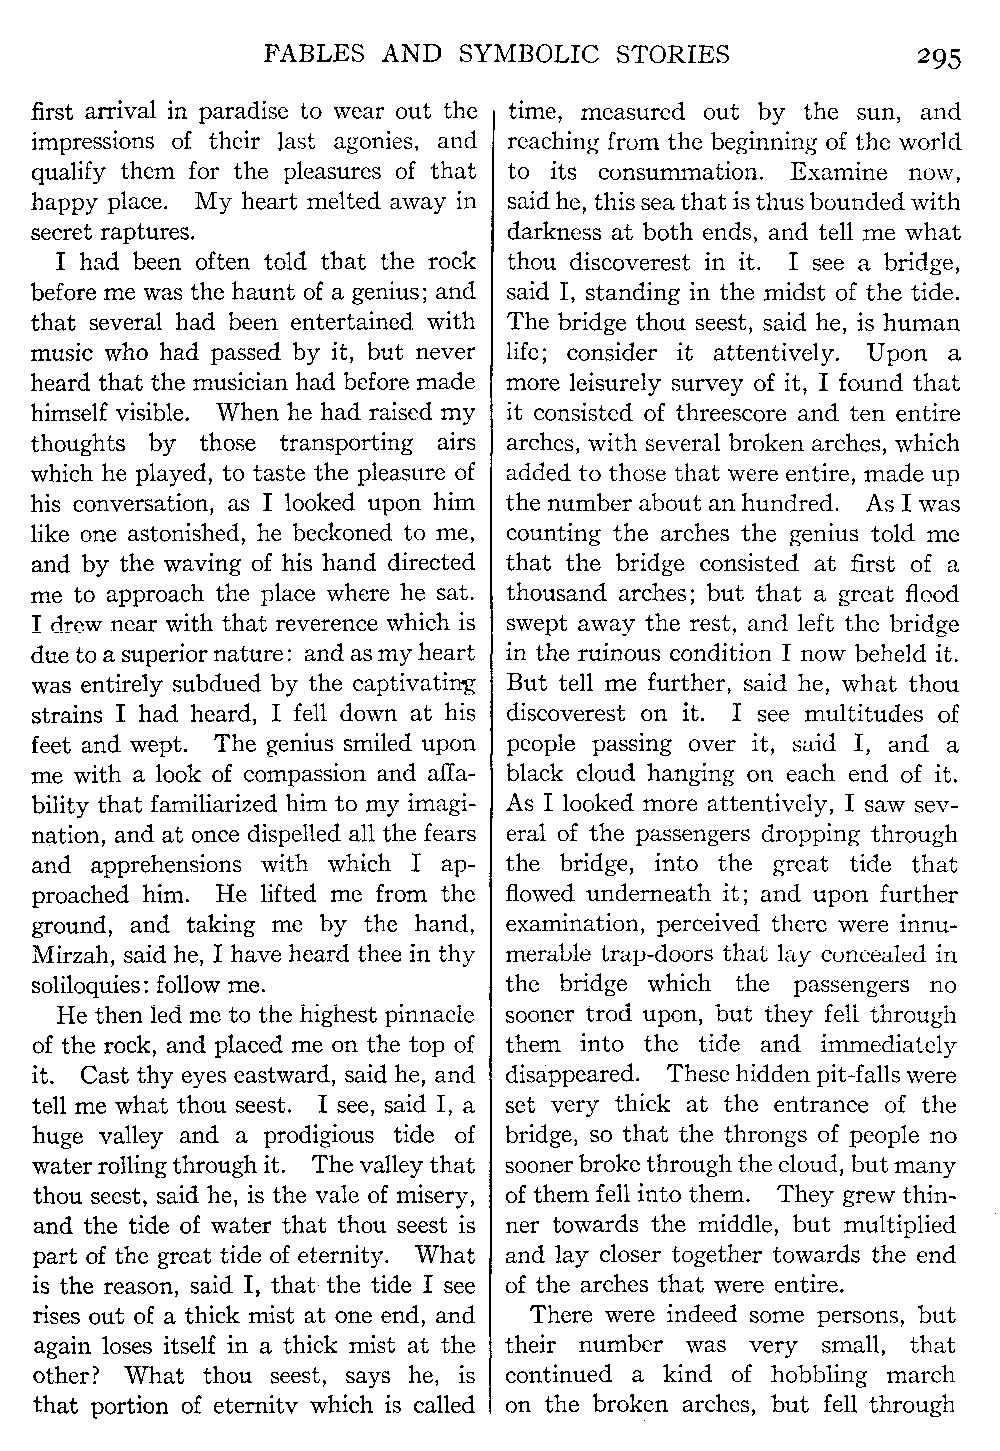 FABLES AND SYMBOLIC STORIES 295
first arrival in paradise to wear out the
impressions of their last agonies, and
qualify them for the pleasures of that
happy place. My heart melted away in
secret raptures.
I had been often told that the rock
before me was the haunt of a genius; and
that several had been entertained with
music who had passed by it, but never
heard that the musician had before made
himself visible. When he had raised my
thoughts by those transporting airs
which he played, to taste the pleasure of
his conversation, as I looked upon him
like one astonished, he beckoned to me,
and by the waving of his hand directed
me to approach the place where he sat.
I drew near with that reverence which is
due to a superior nature: and as my heart
was entirely subdued by the captivating
strains I had heard, I fell down at his
feet and wept. The genius smiled upon
me with a look of compassion and affa-
bility that familiarized him to my imagi-
nation, and at once dispelled all the fears
and apprehensions with which I ap-
proached him. He lifted me from the
ground, and taking me by the hand,
Mirzah, said he, I have heard thee in thy
soliloquies: follow me.
He then led me to the highest pinnacle
of the rock, and placed me on the top of
it. Cast thy eyes eastward, said he, and
tell me what thou seest. I see, said I, a
huge valley and a prodigious tide of
water rolling through it. The valley that
thou seest, said he, is the vale of misery,
and the tide of water that thou seest is
part of the great tide of eternity. What
is the reason, said I, that the tide I see
rises out of a thick mist at one end, and
again loses itself in a thick mist at the
other? What thou seest, says he, is
that portion of eternity which is called
time, measured out by the sun, and
reaching from the beginning of the world
to its consummation. Examine now,
said he, this sea that is thus bounded with
darkness at both ends, and tell me what
thou discoverest in it. I see a bridge,
said I, standing in the midst of the tide.
The bridge thou seest, said he, is human
life; consider it attentively. Upon a
more leisurely survey of it, I found that
it consisted of threescore and ten entire
arches, with several broken arches, which
added to those that were entire, made up
the number about an hundred. As I was
counting the arches the genius told me
that the bridge consisted at first of a
thousand arches; but that a great flood
swept away the rest, and left the bridge
in the ruinous condition I now beheld it.
But tell me further, said he, what thou
discoverest on it. I see multitudes of
people passing over it, said I, and a
black cloud hanging on each end of it.
As I looked more attentively, I saw sev-
eral of the passengers dropping through
the bridge, into the great tide that
flowed underneath it; and upon further
examination, perceived there were innu-
merable trap-doors that lay concealed in
the bridge which the passengers no
sooner trod upon, but they fell through
them into the tide and immediately
disappeared. These hidden pit-falls were
set very thick at the entrance of the
bridge, so that the throngs of people no
sooner broke through the cloud, but many
of them fell into them. They grew thin-
ner towards the middle, but multiplied
and lay closer together towards the end
of the arches that were entire.
There were indeed some persons, but
their number was very small, that
continued a kind of hobbling march
on the broken arches, but fell through